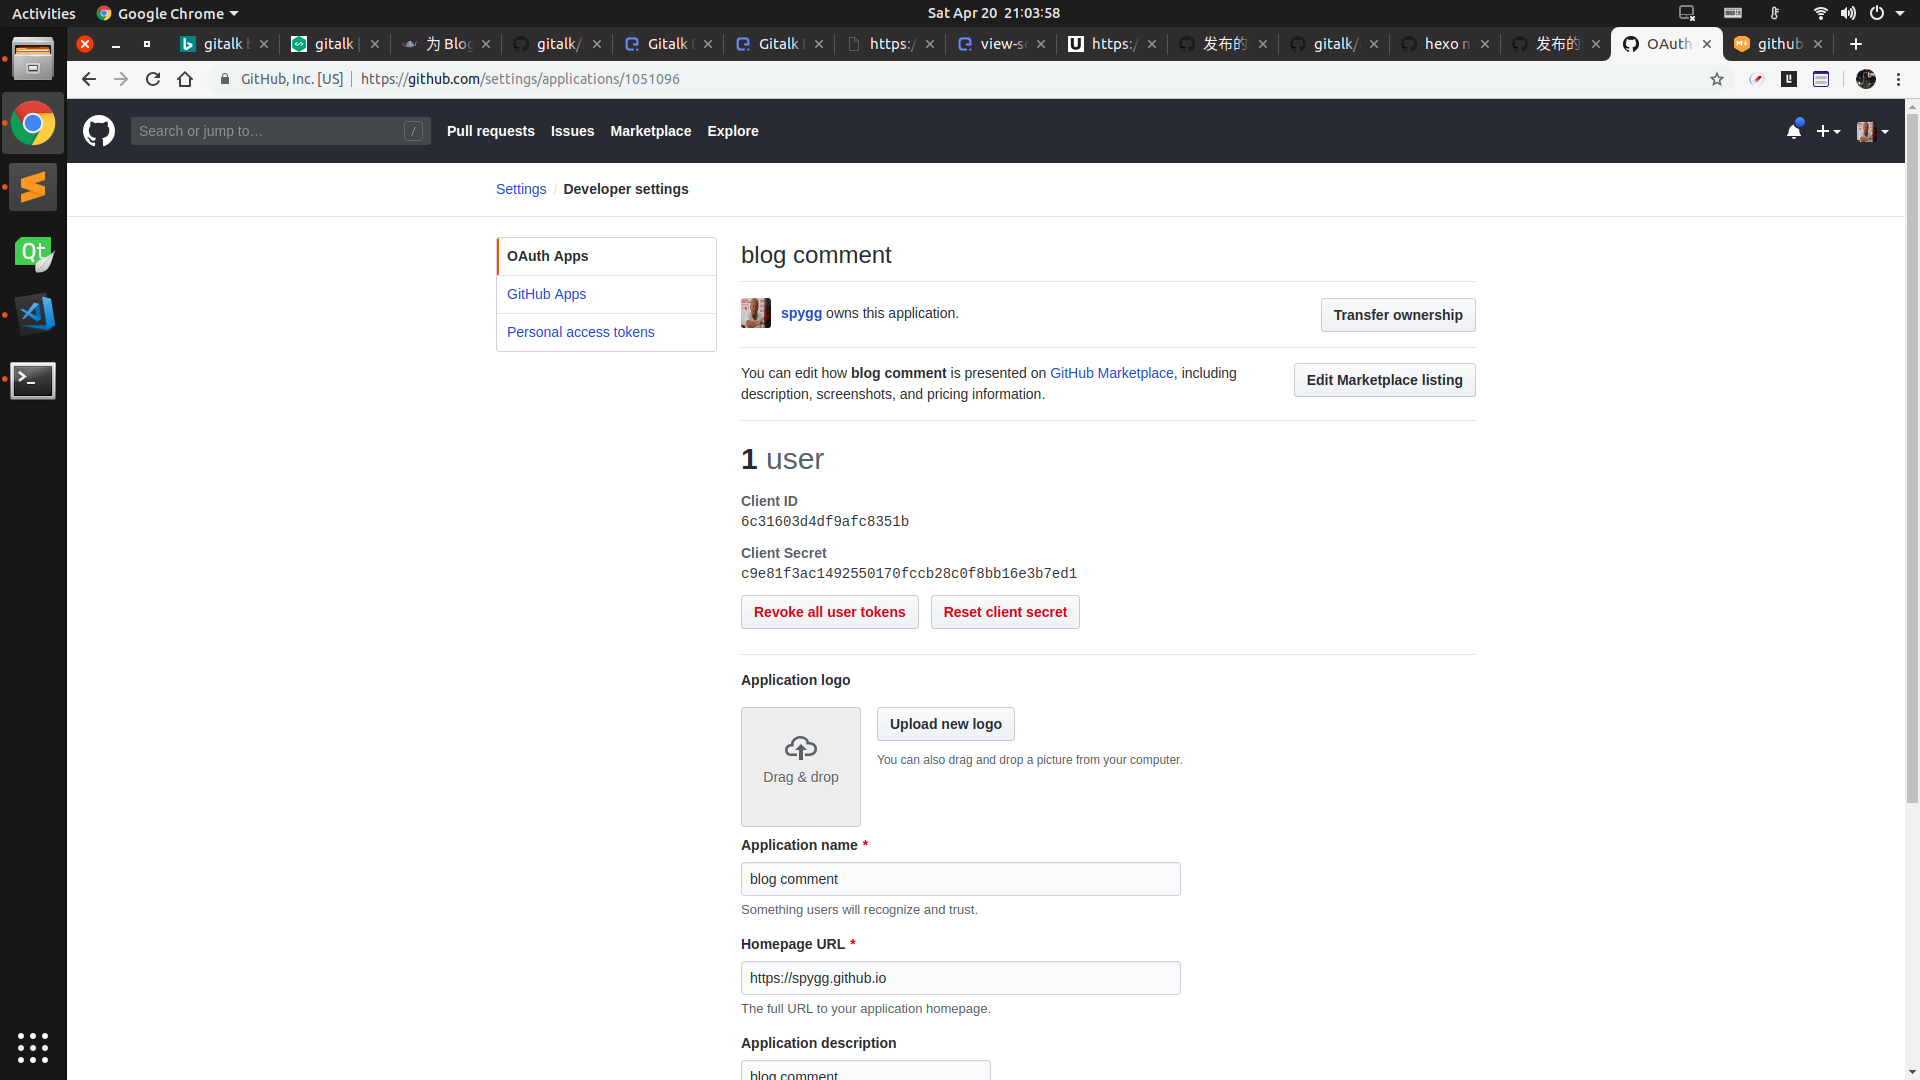 Activities Google Chrome Sat Apr 20 21:03:58
gitalk gitalk 为 Blog gitalk/ Gitalk Gitalk https:/ view-so https:/ 发布的 gitalk/ hexo n 发布的 OAuth github
GitHub, Inc. [US] https://github.com/settings/applications/1051096
Search or jump to… / Pull requests Issues Marketplace Explore
Settings / Developer settings
OAuth Apps
GitHub Apps
Personal access tokens
blog comment
spygg owns this application.
Transfer ownership
You can edit how blog comment is presented on GitHub Marketplace, including
description, screenshots, and pricing information.
Edit Marketplace listing
1 user
Client ID
6c31603d4df9afc8351b
Client Secret
c9e81f3ac1492550170fccb28c0f8bb16e3b7ed1
Revoke all user tokens Reset client secret
Application logo
Drag & drop
Upload new logo
You can also drag and drop a picture from your computer.
Application name *
blog comment
Something users will recognize and trust.
Homepage URL *
https://spygg.github.io
The full URL to your application homepage.
Application description
blog comment